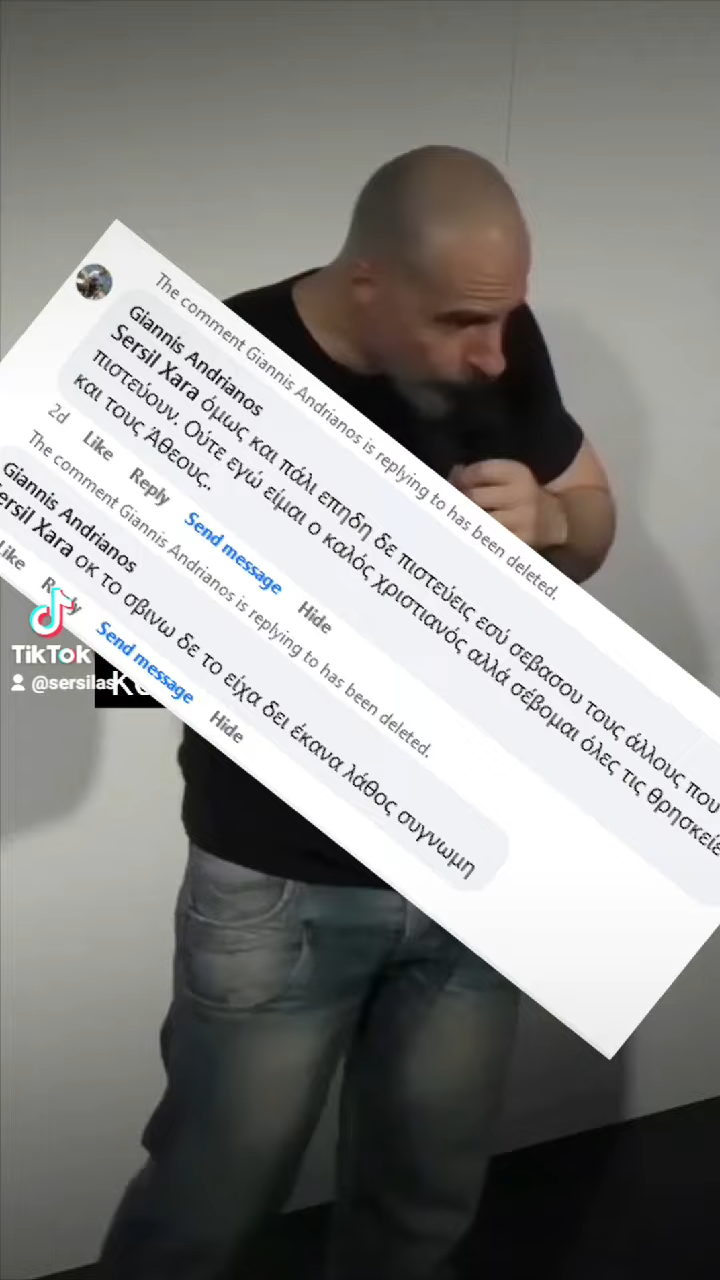 The comment Giannis Andrianos is replying to has been deleted.
Giannis Andrianos
Sersil Xara όμως και πάλι επηδη δε πιστεύεις εσύ σεβασου τους άλλους που
πιστεύουν. Ούτε εγώ ειμαι ο καλός χριστιανός αλλά σέβομαι όλες τις
και τους Άθεους.
2d Like Reply Send message Hide
The comment Giannis Andrianos is replying to has been deleted.
Giannis Andrianos
Xara οκ το σβινω δε το είχα δει έκανα λάθος συγνωμη
Like Reply Send message Hide
TikTok
@sersilas